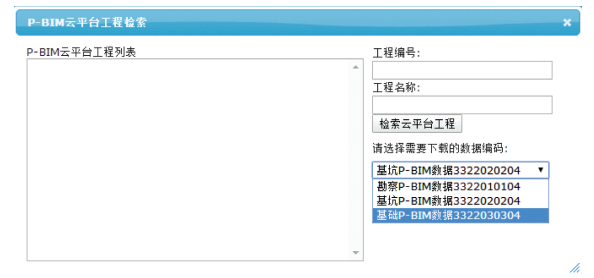 P-BIM云平台工程检索
P-BIM云平台工程列表
工程编号:
工程名称:
检索云平台工程
请选择需要下载的数据编码:
基坑P-BIM数据3322020204
勘察P-BIM数据3322010104
基坑P-BIM数据3322020204
基础P-BIM数据3322030304